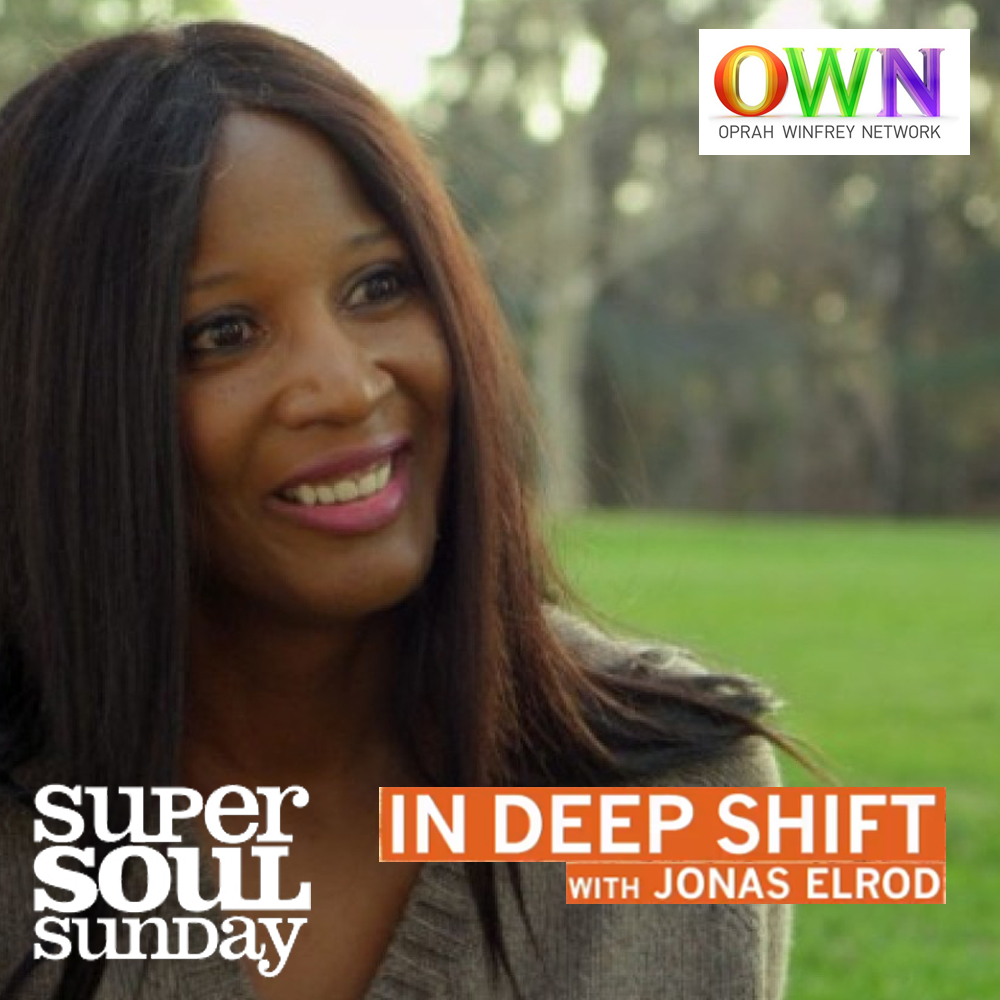 OWN
OPRAH WINFREY NETWORK
SUPER
SOUL
SUNDAY
IN DEEP SHIFT
WITH JONAS ELROD